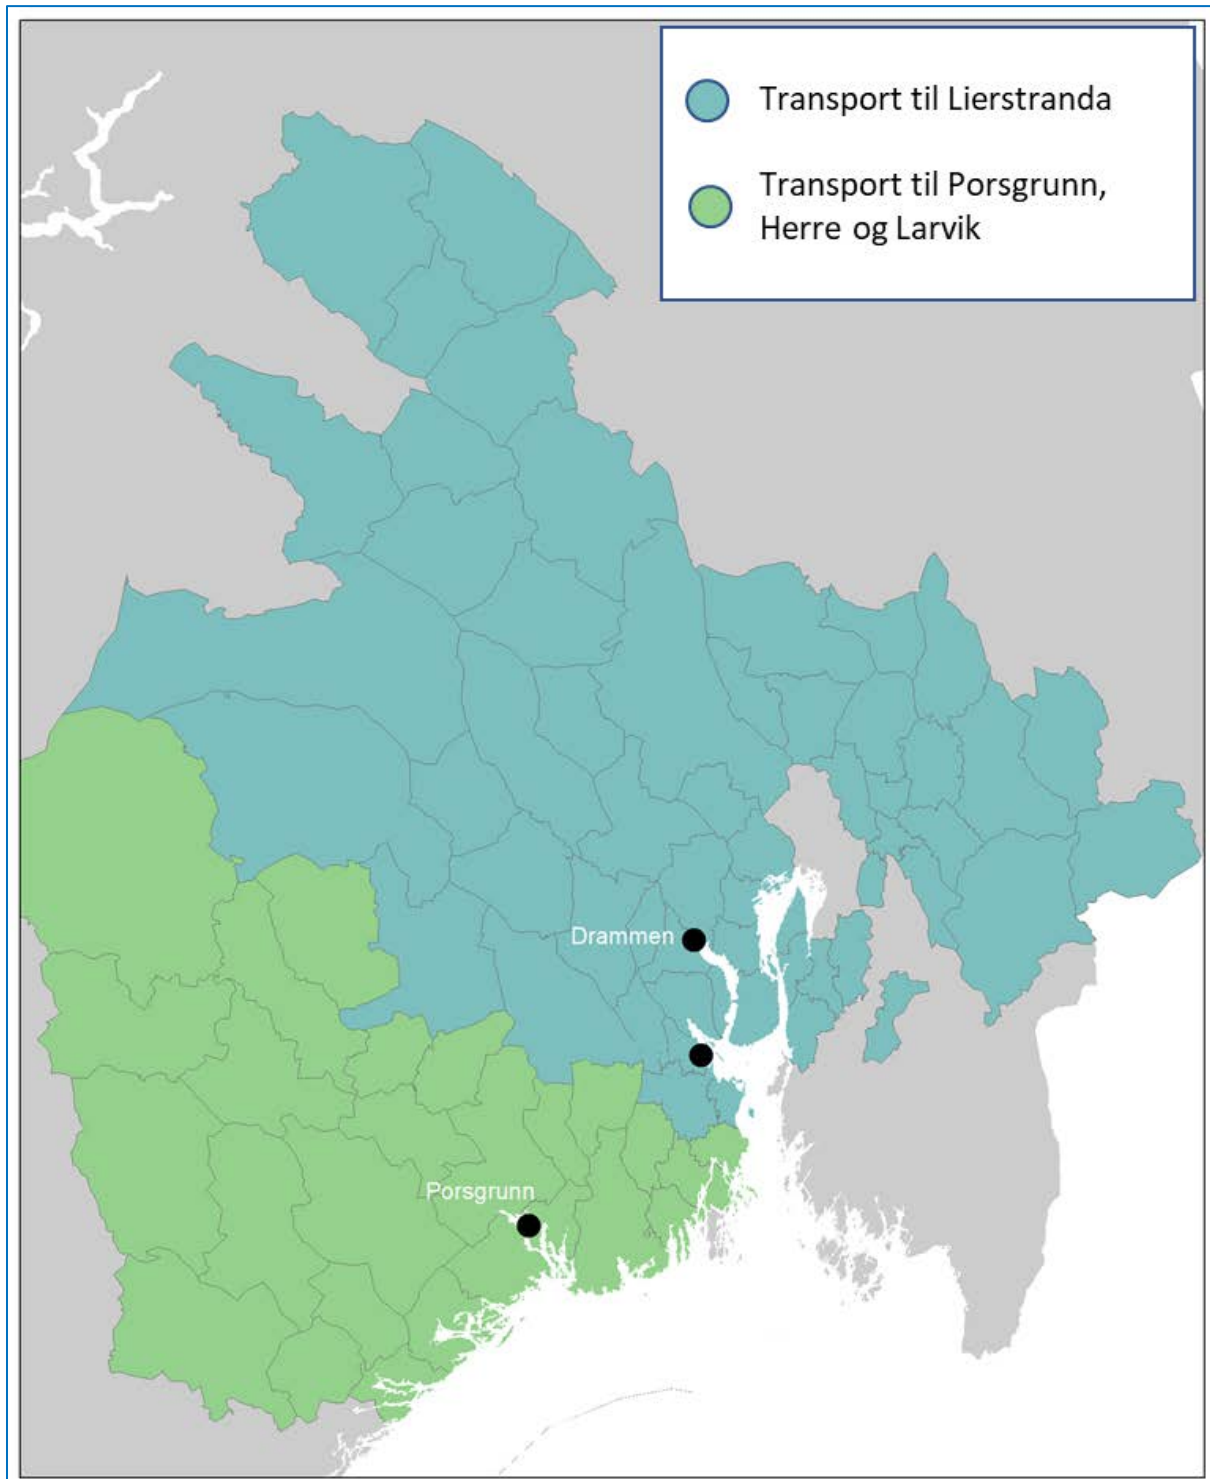 Transport til Lierstranda
Transport til Porsgrunn,
Herre og Larvik
Drammen
Porsgrunn